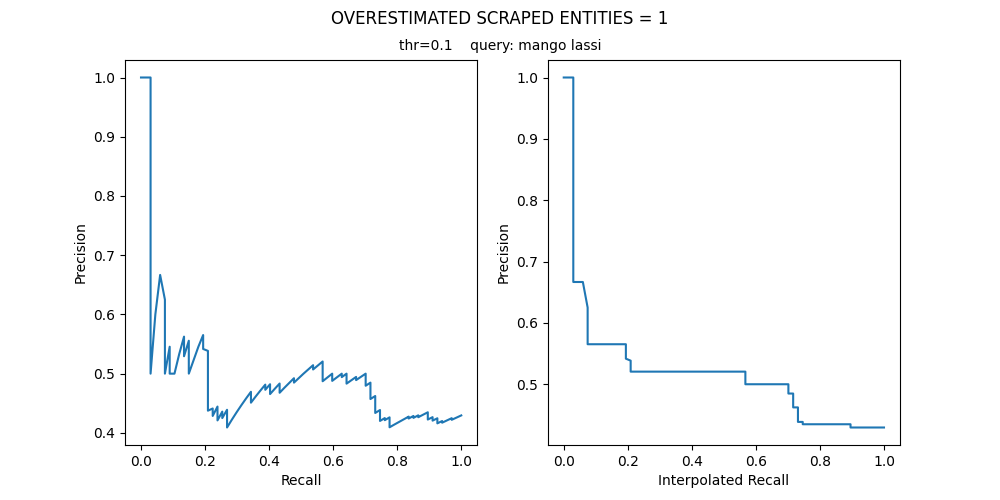 OVERESTIMATED SCRAPED ENTITIES = 1
thr=0.1    query: mango lassi
Precision
1.0
0.9
0.8
0.7
0.6
0.5
0.4
0.0 0.2 0.4 0.6 0.8 1.0
Recall
Precision
1.0
0.9
0.8
0.7
0.6
0.5
0.0 0.2 0.4 0.6 0.8 1.0
Interpolated Recall